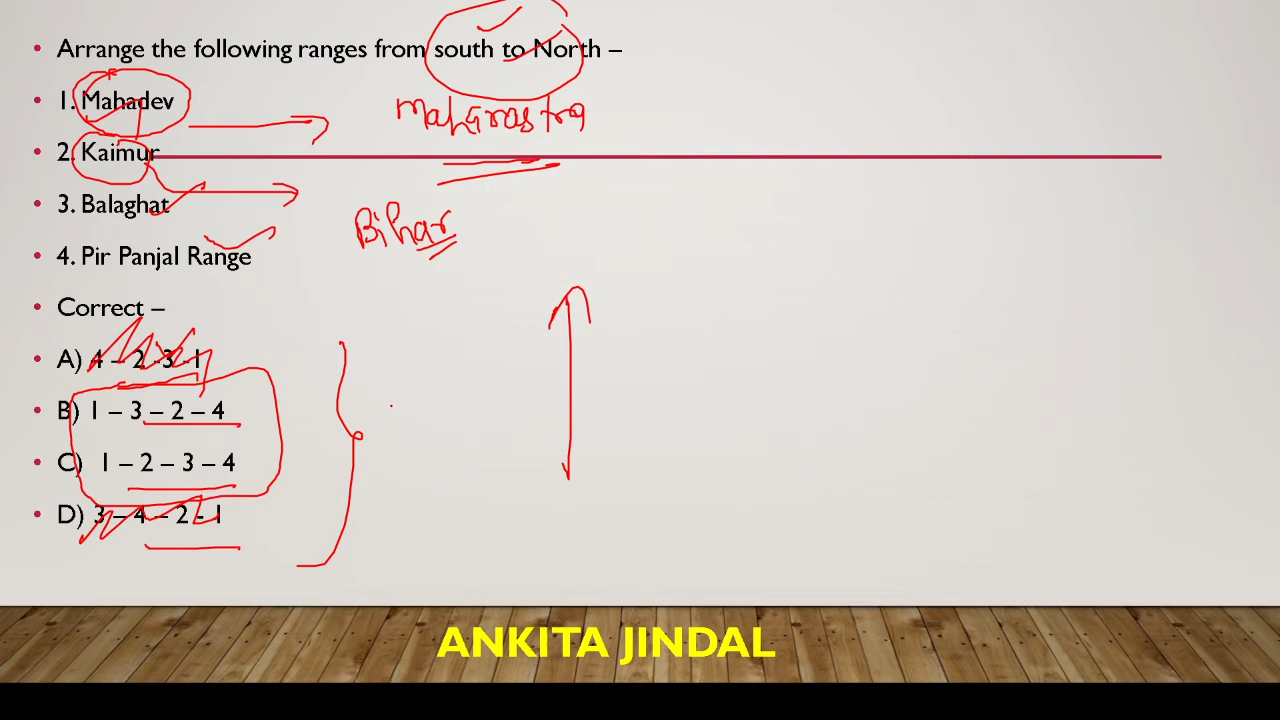 Arrange the following ranges from south to North –
1. Mahadev
Maharastra
2. Kaimur
3. Balaghat
Bihar
4. Pir Panjal Range
Correct –
A) 4 – 2 -3 -1
B) 1 – 3 – 2 – 4
C) 1 – 2 – 3 – 4
D) 3 – 4 – 2 - 1
ANKITA JINDAL